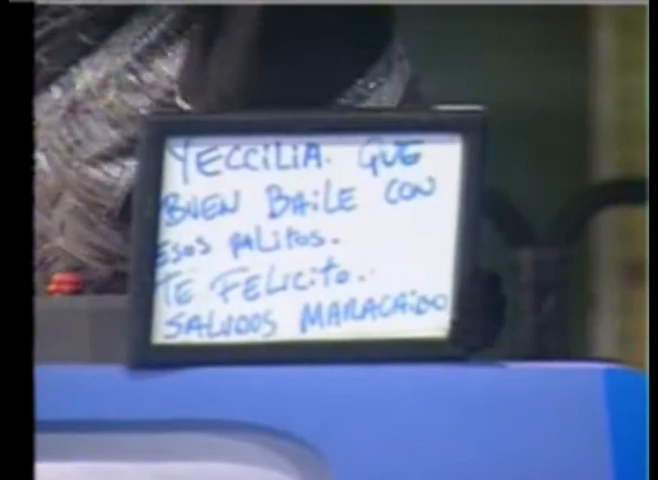 YECCILIA. QUE
BUEN BAILE CON
ESOS PALITOS.
TE FELICITO.
SALUDOS MARACAIBO